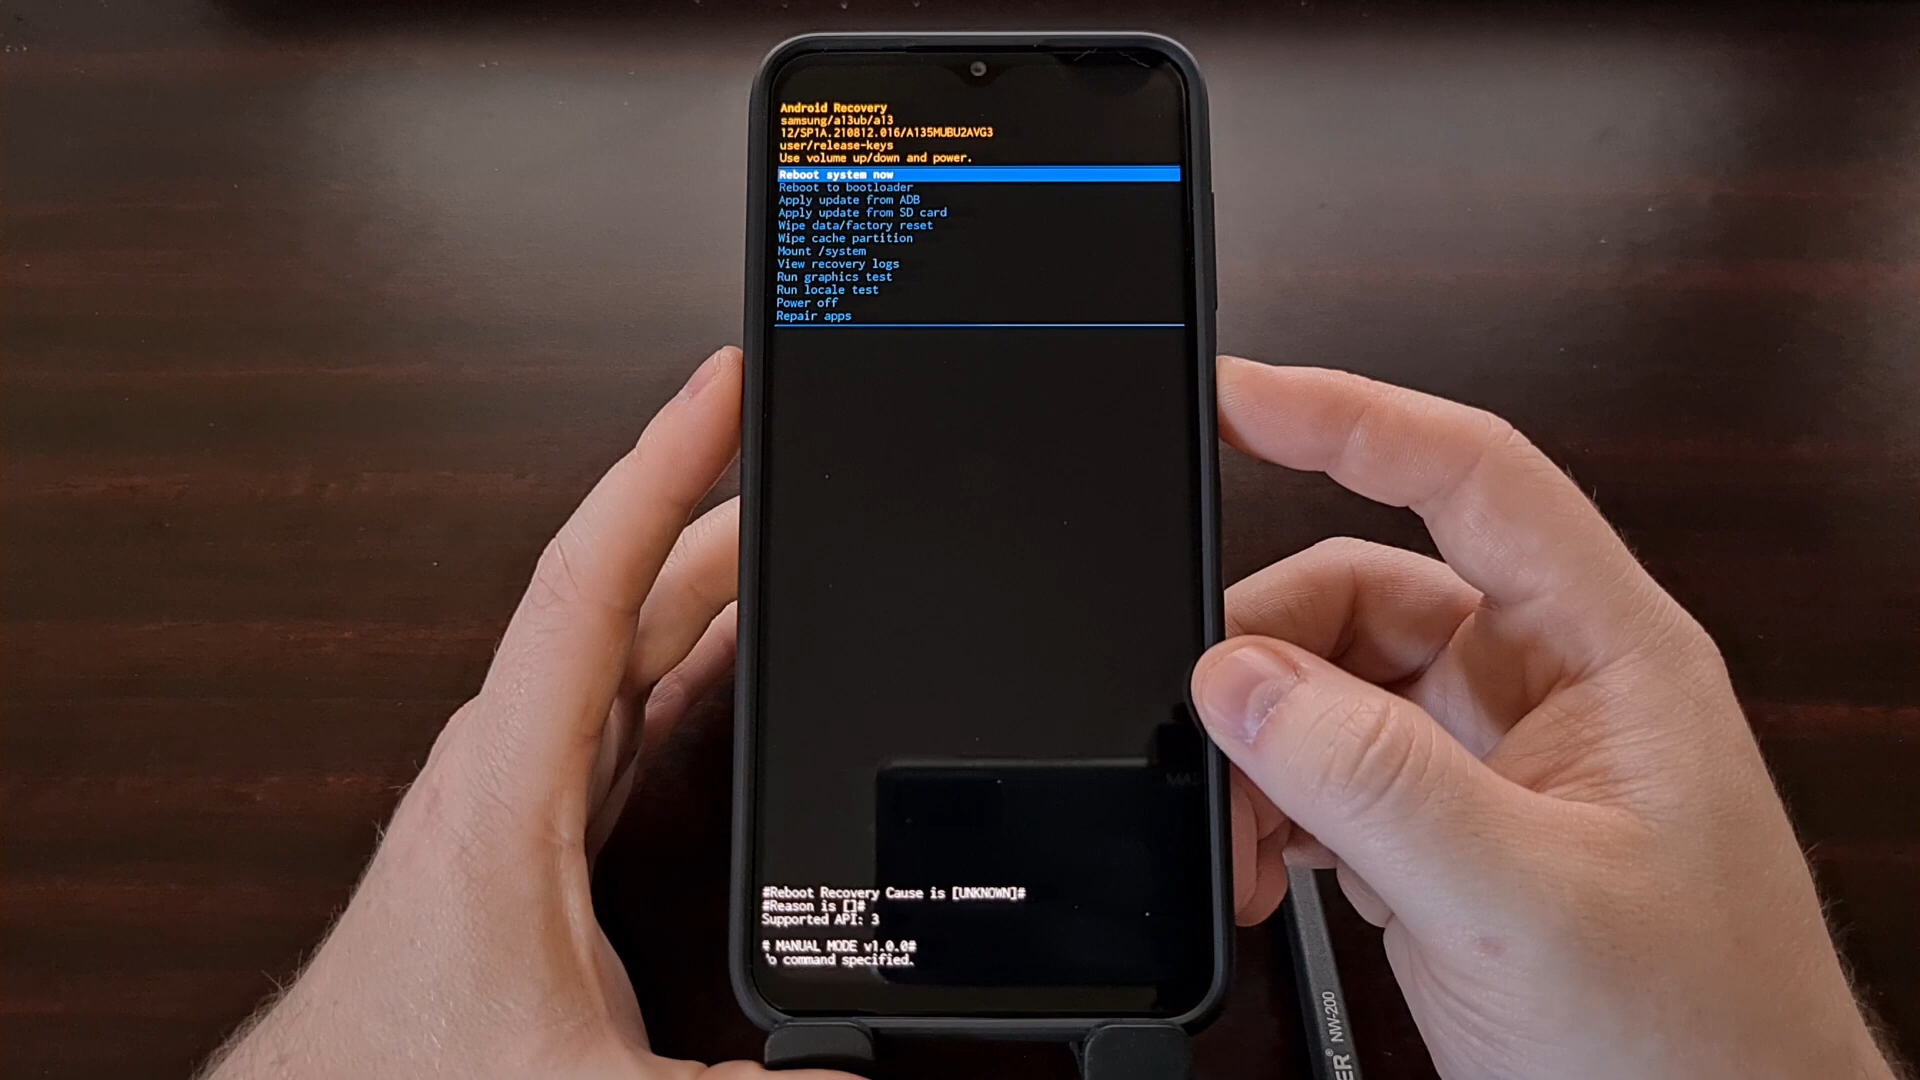 Android Recovery
samsung/a13ub/a13
12/SP1A.210812.016/A135MUBU2AVG3
user/release-keys
Use volume up/down and power.
Reboot system now
Reboot to bootloader
Apply update from ADB
Apply update from SD card
Wipe data/factory reset
Wipe cache partition
Mount /system
View recovery logs
Run graphics test
Run locale test
Power off
Repair apps
#Reboot Recovery Cause is [UNKNOWN]#
#Reason is []#
Supported API: 3
# MANUAL MODE v1.0.0#
command specified.
ER® NW-200